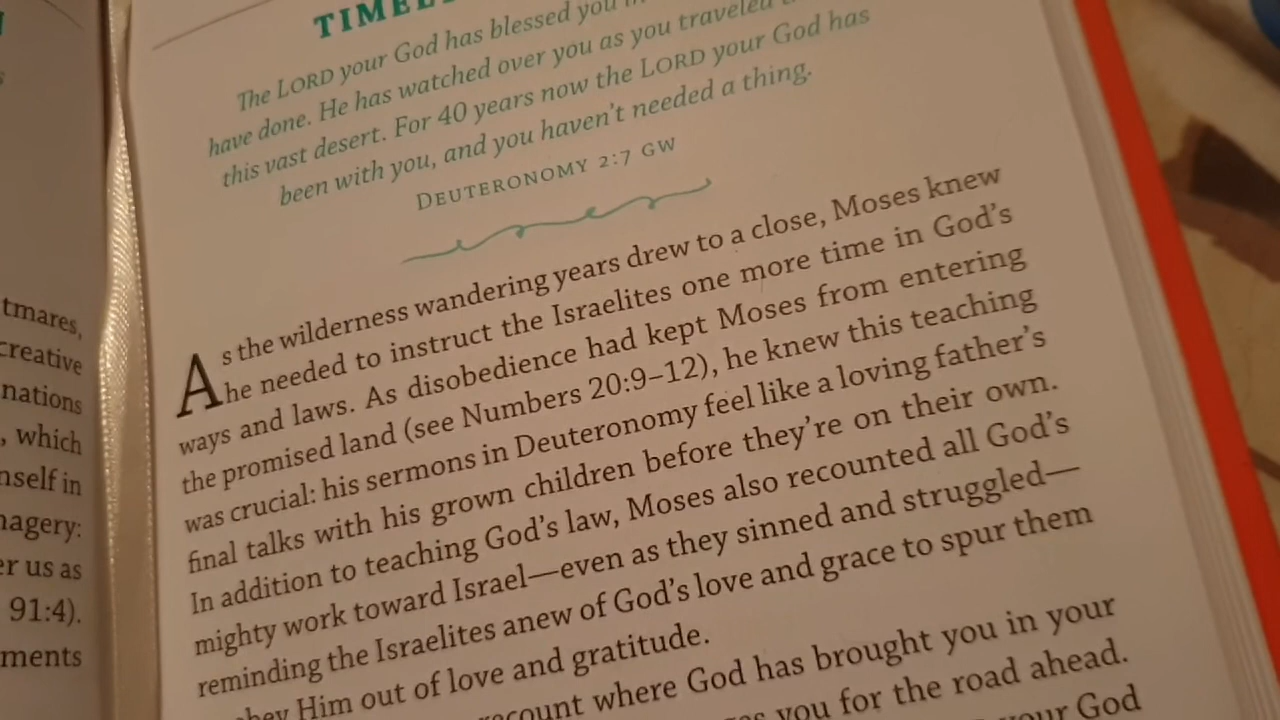 tmares,
creative
nations
, which
nself in
nagery:
er us as
91:4).
ments
TIMEL
The LORD your God has blessed you in
have done. He has watched over you as you traveled
this vast desert. For 40 years now the LORD your God has
been with you, and you haven't needed a thing.
DEUTERONOMY 2:7 GW
As the wilderness wandering years drew to a close, Moses knew
he needed to instruct the Israelites one more time in God's
ways and laws. As disobedience had kept Moses from entering
the promised land (see Numbers 20:9–12), he knew this teaching
was crucial: his sermons in Deuteronomy feel like a loving father's
final talks with his grown children before they're on their own.
In addition to teaching God's law, Moses also recounted all God's
mighty work toward Israel—even as they sinned and struggled—
reminding the Israelites anew of God's love and grace to spur them
obey Him out of love and gratitude.
recount where God has brought you in your
you for the road ahead.
your God